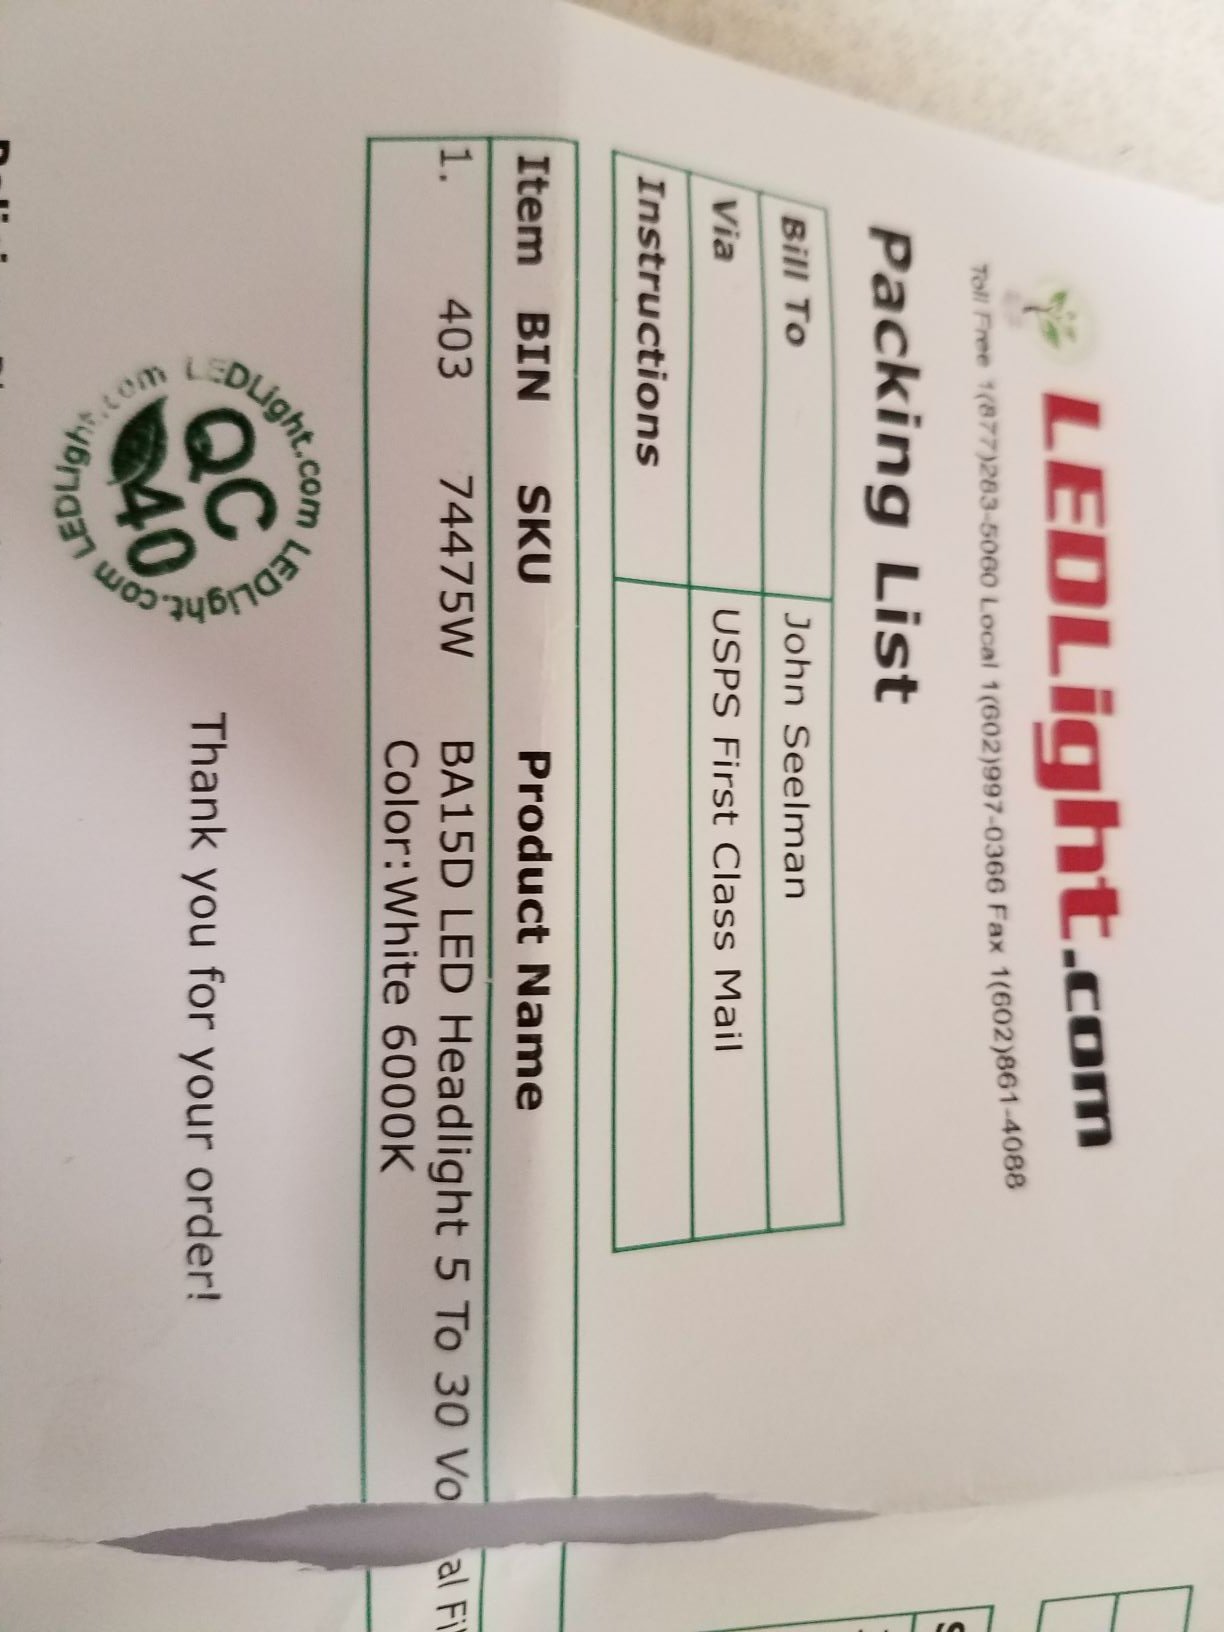 LEDLight.com
Toll Free 1(877)283-5060 Local 1(602)997-0366 Fax 1(602)861-4088
Packing List
Bill To John Seelman
Via USPS First Class Mail
Instructions
Item BIN SKU Product Name
1. 403 74475W BA15D LED Headlight 5 To 30 Vo al Fi
Color:White 6000K
LEDLight.com LEDLight.com LEDLight.com
QC
40
Thank you for your order!